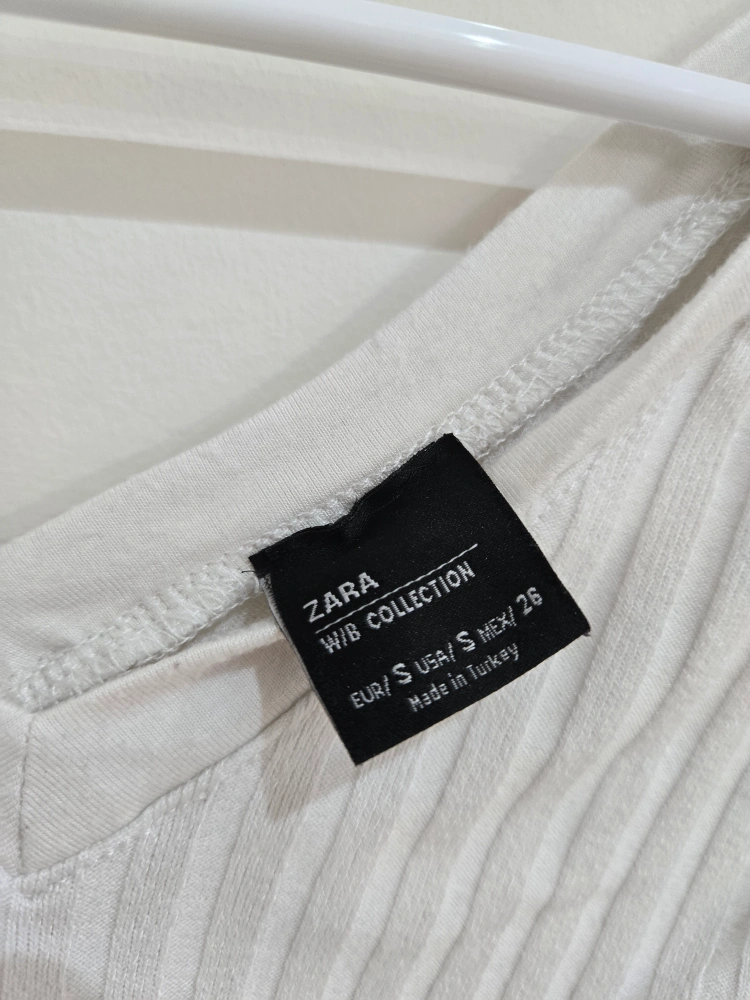 ZARA
W/B COLLECTION
EUR/ S USA/ S MEX/ 26
Made in Turkey